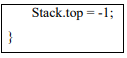 Stack.top = -1;
}